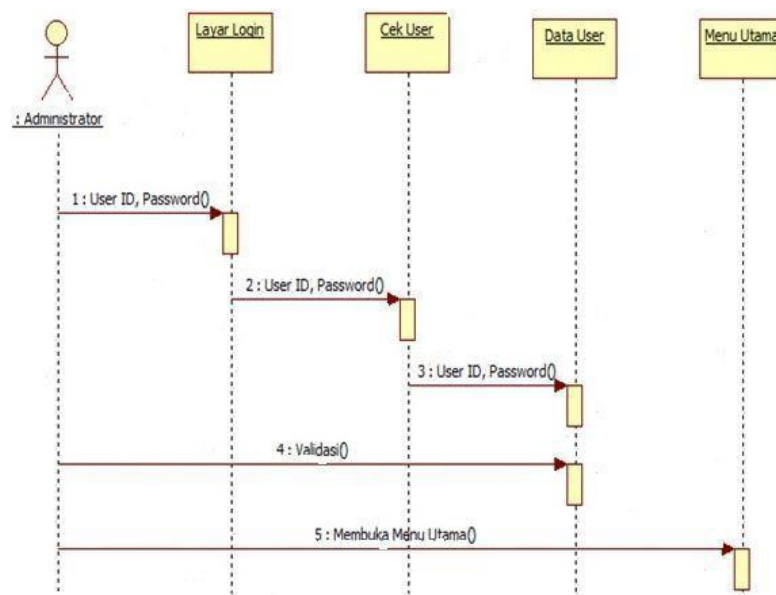 Layar Login
Cek User
Data User
Menu Utama
: Administrator
1 : User ID, Password()
2 : User ID, Password()
3 : User ID, Password()
4 : Validasi()
5 : Membuka Menu Utama()